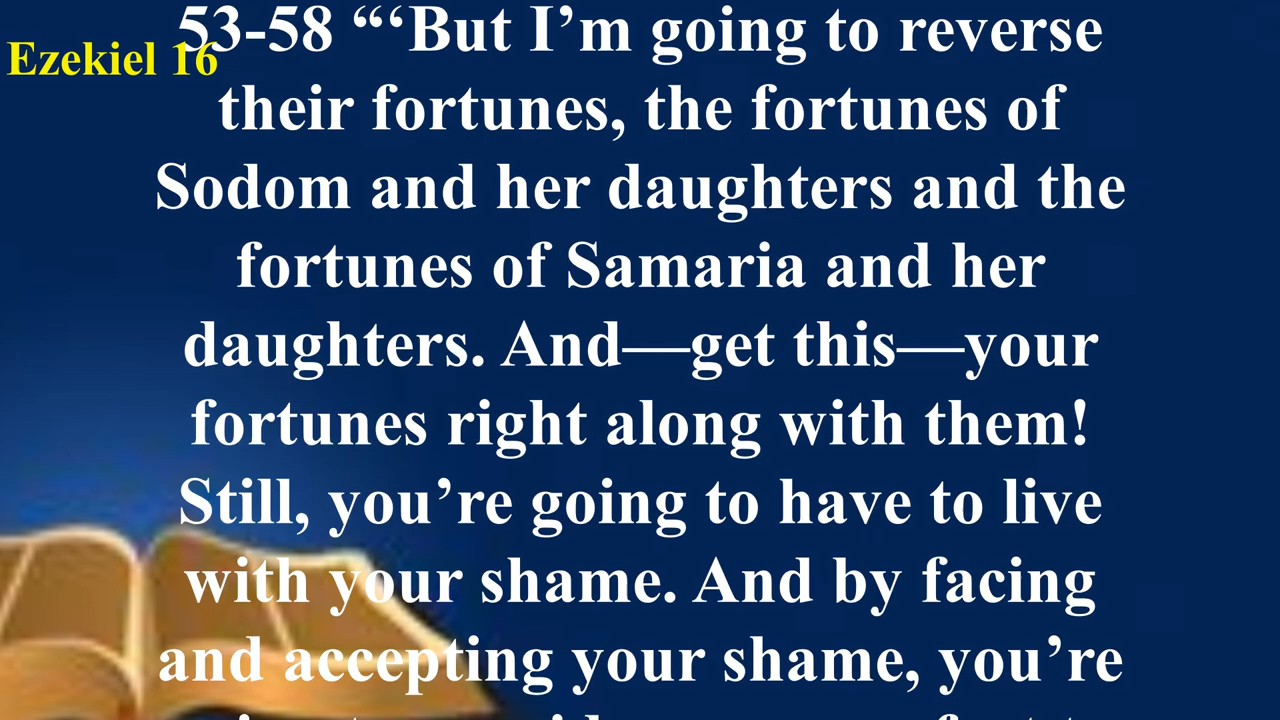 53-58 “‘But I’m going to reverse
Ezekiel 16
their fortunes, the fortunes of
Sodom and her daughters and the
fortunes of Samaria and her
daughters. And—get this—your
fortunes right along with them!
Still, you’re going to have to live
with your shame. And by facing
and accepting your shame, you’re